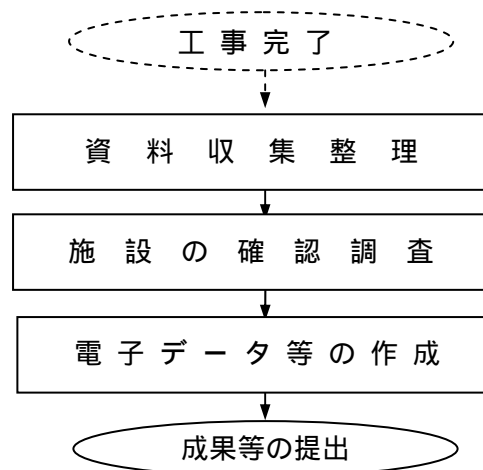 工事完了
資料収集整理
施設の確認調査
電子データ等の作成
成果等の提出